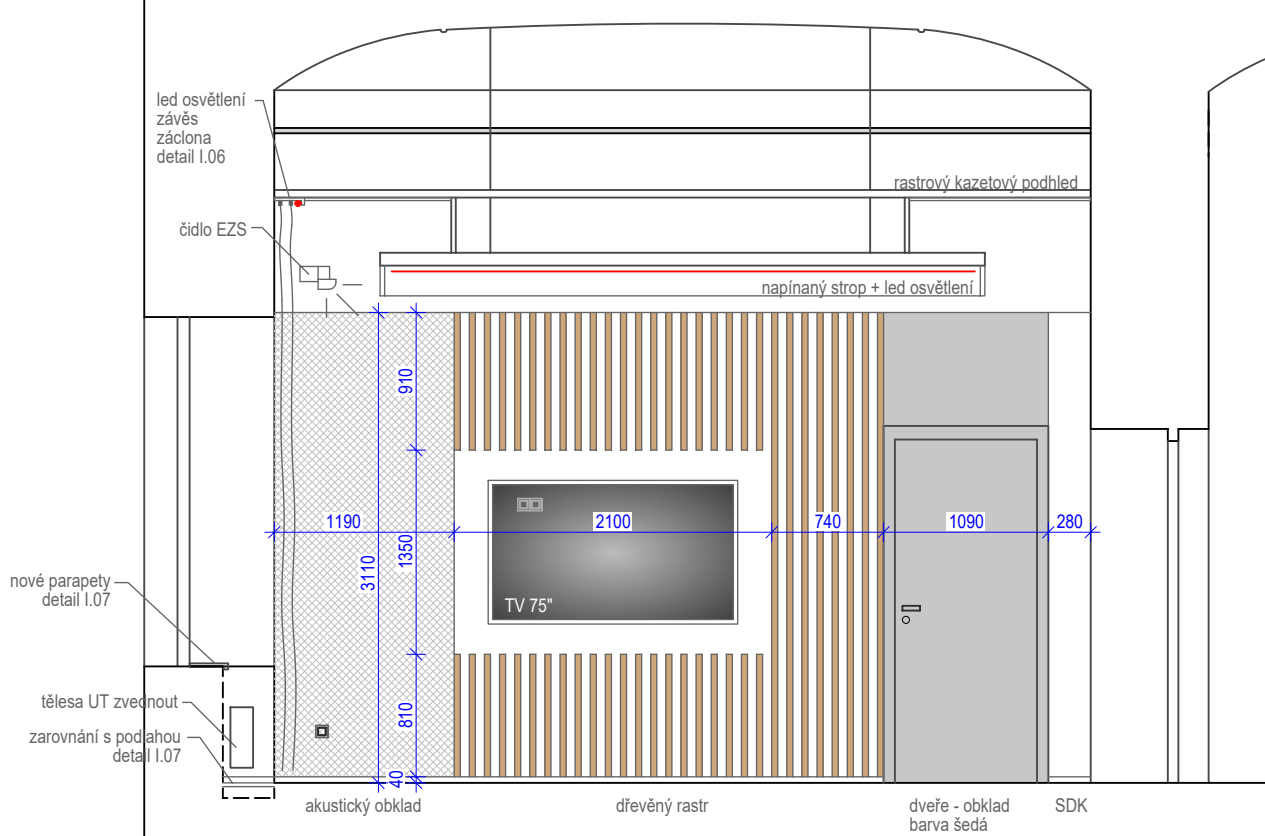 led osvětlení
závěs
záclona
detail I.06
rastrový kazetový podhled
čidlo EZS
napínaný strop + led osvětlení
910
1190
2100
740
1090
280
1350
3110
nové parapety
detail I.07
TV 75"
tělesa UT zvednout
810
zarovnání s podlahou
detail I.07
40
akustický obklad
dřevěný rastr
dveře - obklad
barva šedá
SDK